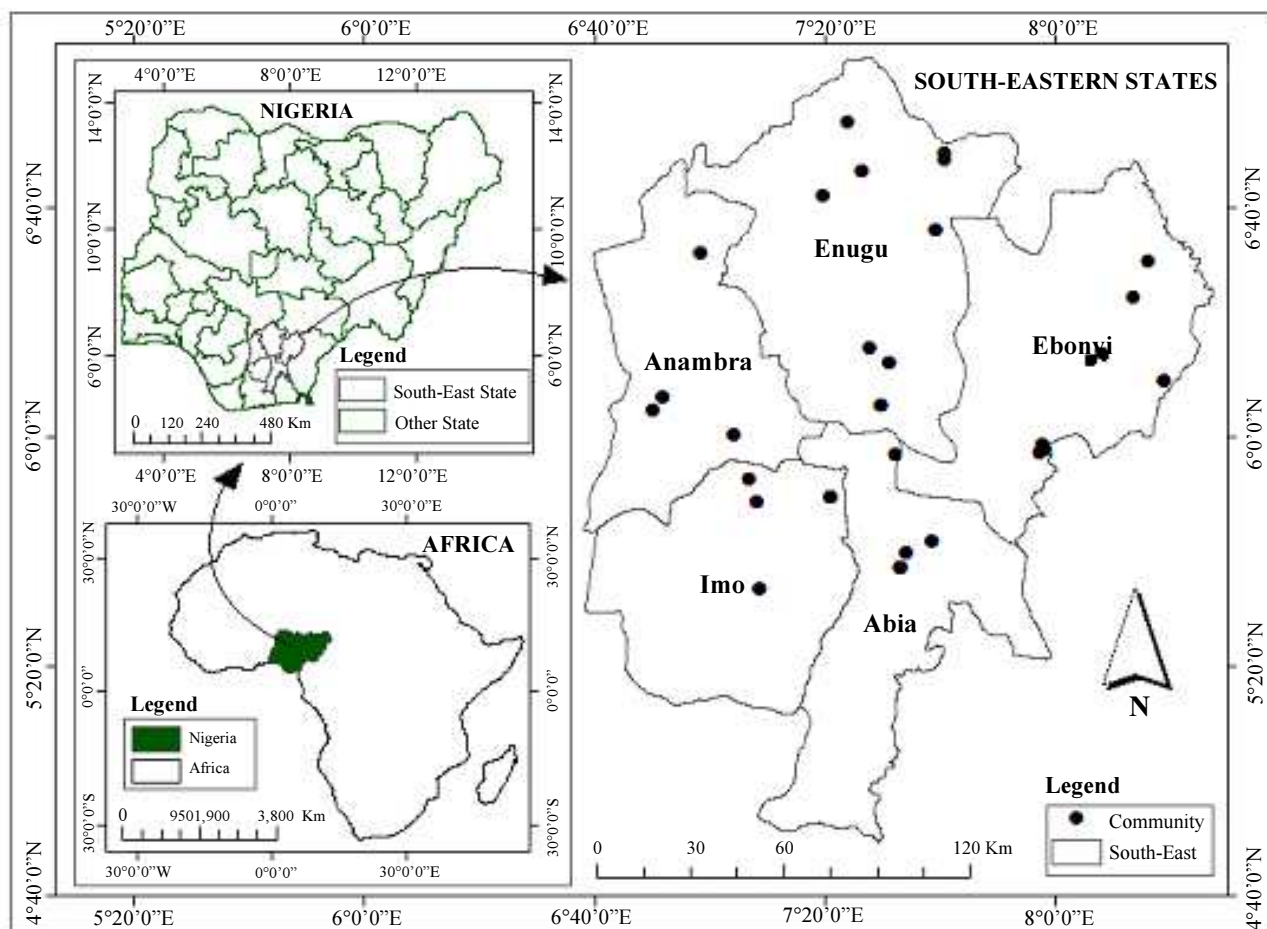 5°20’0”E 6°0’0”E 6°40’0”E 7°20’0”E 8°0’0”E
4°0’0”E 8°0’0”E 12°0’0”E
NIGERIA
14°0’0”N
10°0’0”N
6°0’0”N
14°0’0”N
10°0’0”N
6°0’0”N
Legend
South-East State
Other State
0 120 240 480 Km
4°0’0”E 8°0’0”E 12°0’0”E
30°0’0”W 0°0’0” 30°0’0”E
AFRICA
30°0’0”N
0°0’0”
30°0’0”S
30°0’0”N
0°0’0”
30°0’0”S
Legend
Nigeria
Africa
0 950 1,900 3,800 Km
30°0’0”W 0°0’0” 30°0’0”E
SOUTH-EASTERN STATES
Enugu
Anambra
Ebonyi
Imo
Abia
N
Legend
Community
South-East
0 30 60 120 Km
6°40’0”N
6°0’0”N
5°20’0”N
4°40’0”N
6°40’0”N
6°0’0”N
5°20’0”N
4°40’0”N
5°20’0”E 6°0’0”E 6°40’0”E 7°20’0”E 8°0’0”E